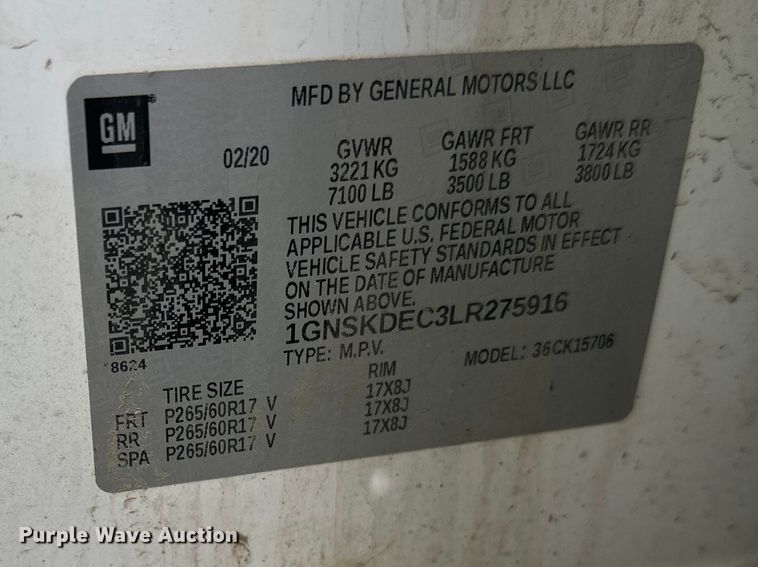 MFD BY GENERAL MOTORS LLC
GM
02/20
GVWR
3221 KG
7100 LB
GAWR FRT
1588 KG
3500 LB
GAWR RR
1724 KG
3800 LB
THIS VEHICLE CONFORMS TO ALL
APPLICABLE U.S. FEDERAL MOTOR
VEHICLE SAFETY STANDARDS IN EFFECT
ON THE DATE OF MANUFACTURE
SHOWN ABOVE.
1GNSKDEC3LR275916
8624
TYPE: M.P.V.
MODEL: 36CK15706
TIRE SIZE
RIM
FRT P265/60R17 V 17X8J
RR P265/60R17 V 17X8J
SPA P265/60R17 V 17X8J
Purple Wave Auction